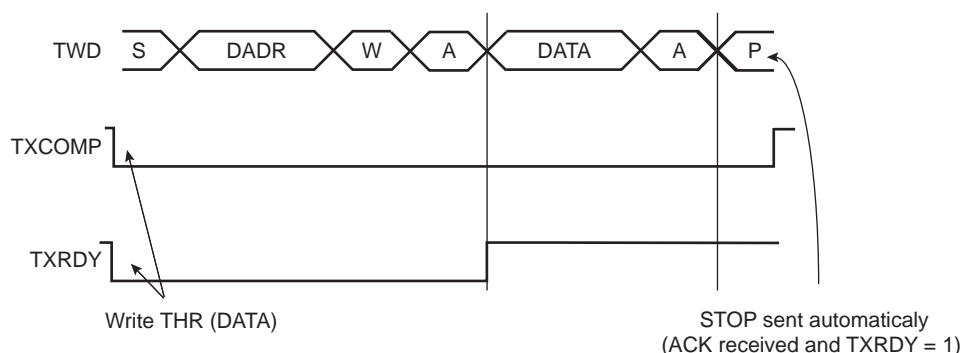 TWD S DADR W A DATA A P
TXCOMP
TXRDY
Write THR (DATA)
STOP sent automaticaly
(ACK received and TXRDY = 1)